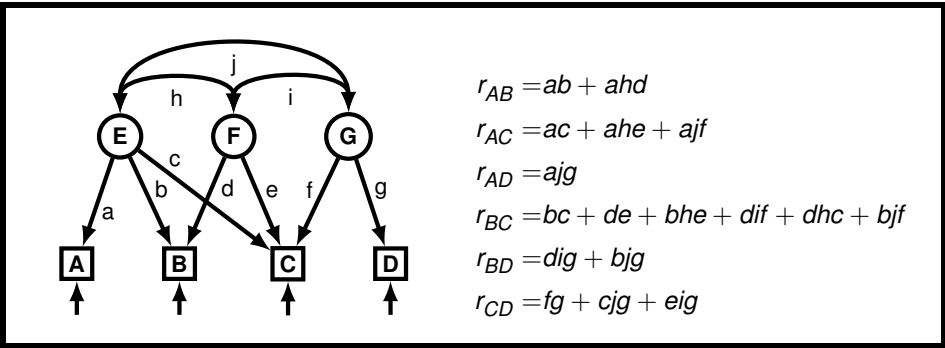 j
h
i
E
F
G
c
a
b
d
e
f
g
A
B
C
D
r_AB =ab + ahd
r_AC =ac + ahe + ajf
r_AD =ajg
r_BC =bc + de + bhe + dif + dhc + bjf
r_BD =dig + bjg
r_CD =fg + cjg + eig